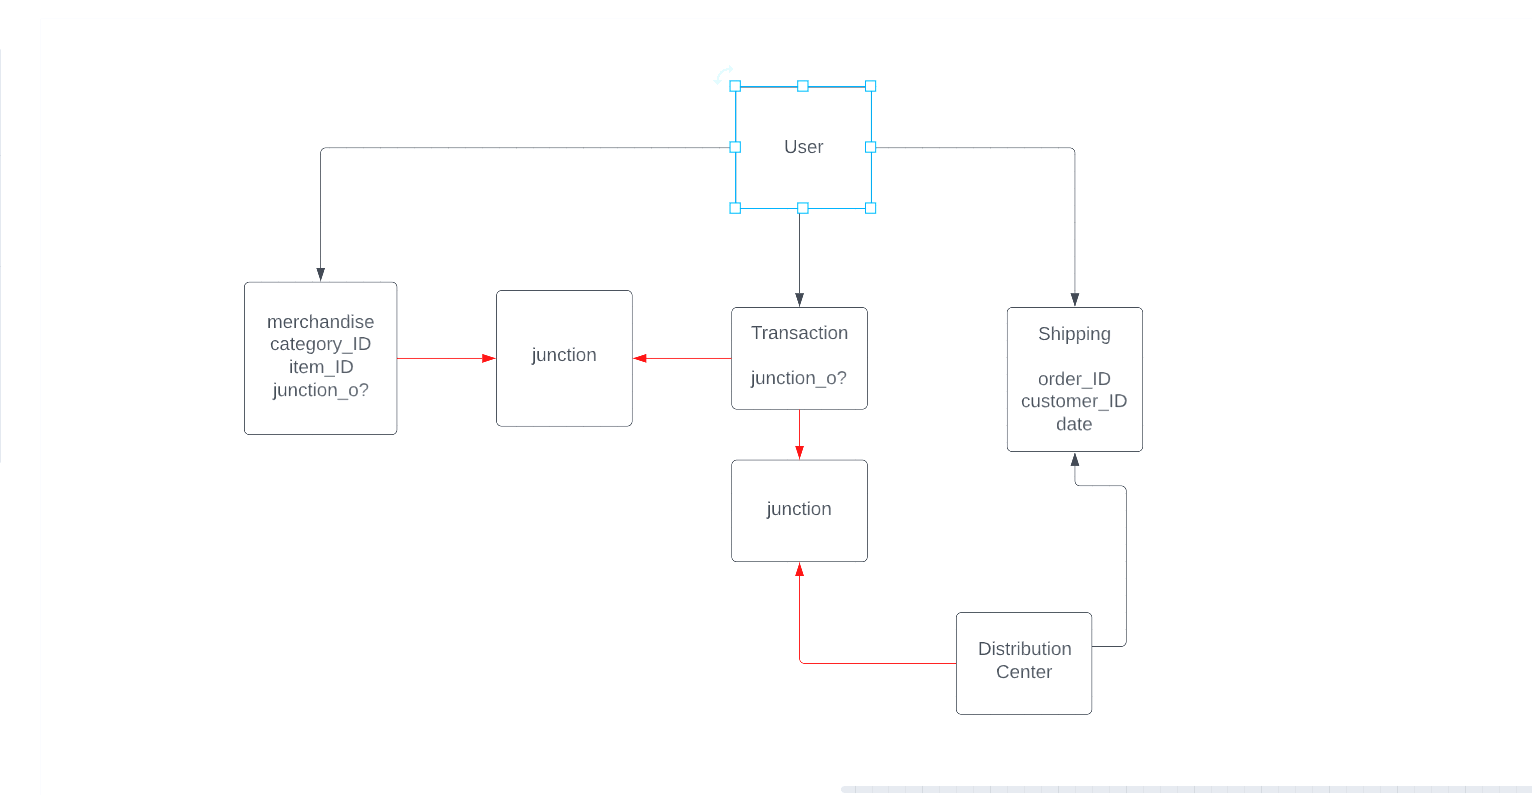 User
merchandise
category_ID
item_ID
junction_o?
junction
Transaction
junction_o?
Shipping
order_ID
customer_ID
date
junction
Distribution
Center